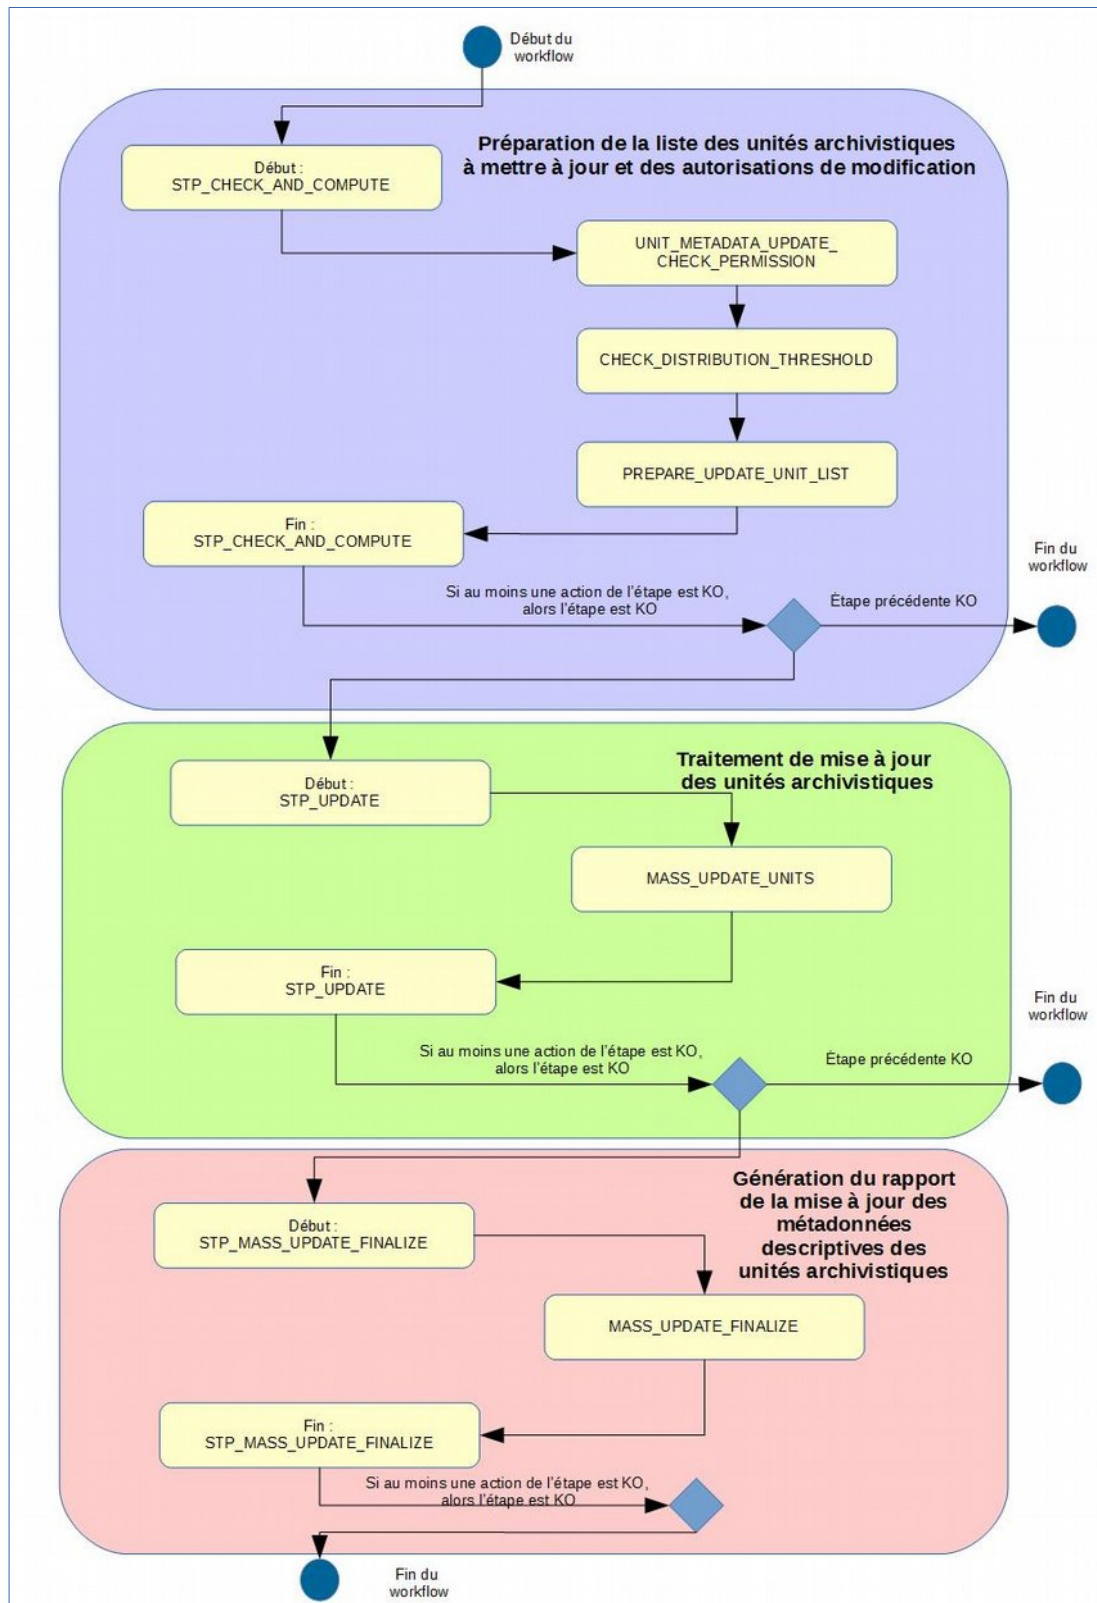 Début du
workflow
Préparation de la liste des unités archivistiques
à mettre à jour et des autorisations de modification
Début :
STP_CHECK_AND_COMPUTE
UNIT_METADATA_UPDATE_
CHECK_PERMISSION
CHECK_DISTRIBUTION_THRESHOLD
PREPARE_UPDATE_UNIT_LIST
Fin :
STP_CHECK_AND_COMPUTE
Si au moins une action de l'étape est KO,
alors l'étape est KO
Étape précédente KO
Fin du
workflow
Traitement de mise à jour
des unités archivistiques
Début :
STP_UPDATE
MASS_UPDATE_UNITS
Fin :
STP_UPDATE
Si au moins une action de l'étape est KO,
alors l'étape est KO
Étape précédente KO
Fin du
workflow
Génération du rapport
de la mise à jour des
métadonnées
descriptives des
unités archivistiques
Début :
STP_MASS_UPDATE_FINALIZE
MASS_UPDATE_FINALIZE
Fin :
STP_MASS_UPDATE_FINALIZE
Si au moins une action de l'étape est KO,
alors l'étape est KO
Fin du
workflow